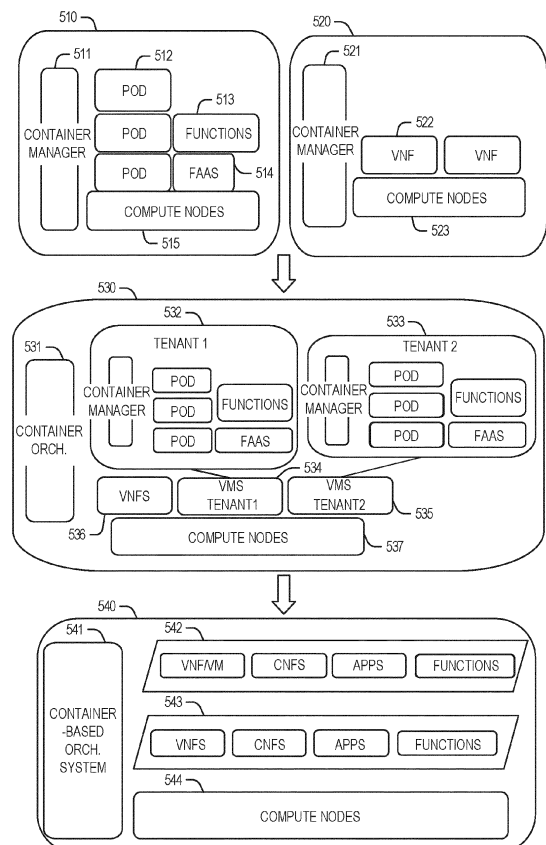 510
511
512
POD
513
CONTAINER
MANAGER
POD
FUNCTIONS
POD
FAAS
514
COMPUTE NODES
515
520
521
CONTAINER
MANAGER
522
VNF
VNF
COMPUTE NODES
523
530
531
CONTAINER
ORCH.
532
TENANT 1
CONTAINER
MANAGER
POD
POD
POD
FUNCTIONS
FAAS
533
TENANT 2
CONTAINER
MANAGER
POD
POD
POD
FUNCTIONS
FAAS
534
VNFS
VMS
TENANT1
VMS
TENANT2
535
536
COMPUTE NODES
537
540
541
CONTAINER
-BASED
ORCH.
SYSTEM
542
VNF/VM
CNFS
APPS
FUNCTIONS
543
VNFS
CNFS
APPS
FUNCTIONS
544
COMPUTE NODES